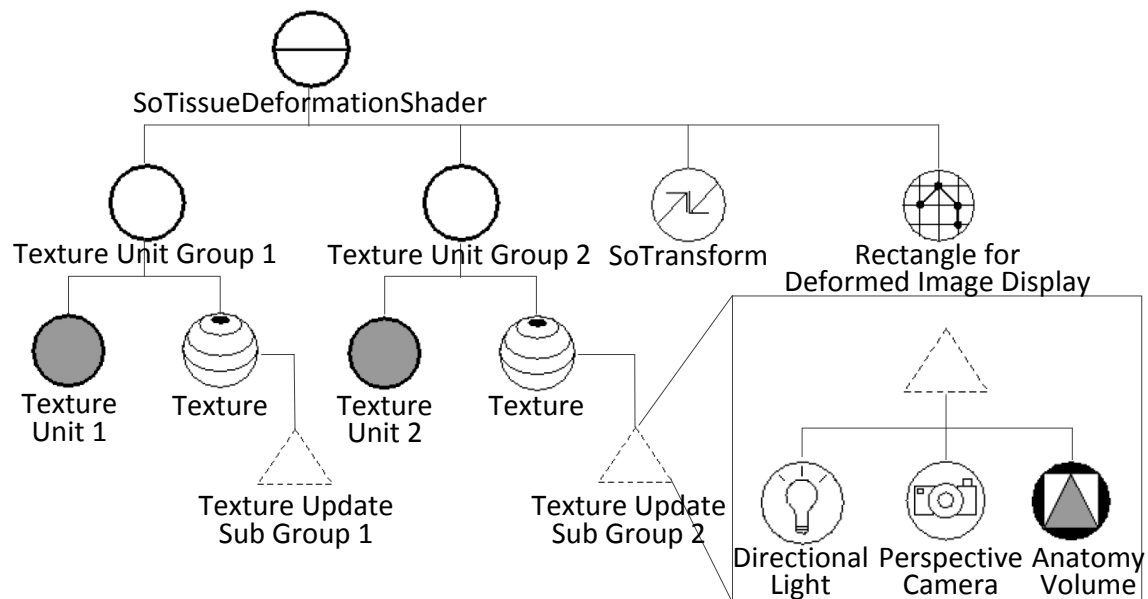 SoTissueDeformationShader
Texture Unit Group 1
Texture Unit Group 2
SoTransform
Rectangle for
Deformed Image Display
Texture
Unit 1
Texture
Texture
Unit 2
Texture
Texture Update
Sub Group 1
Texture Update
Sub Group 2
Directional
Light
Perspective
Camera
Anatomy
Volume